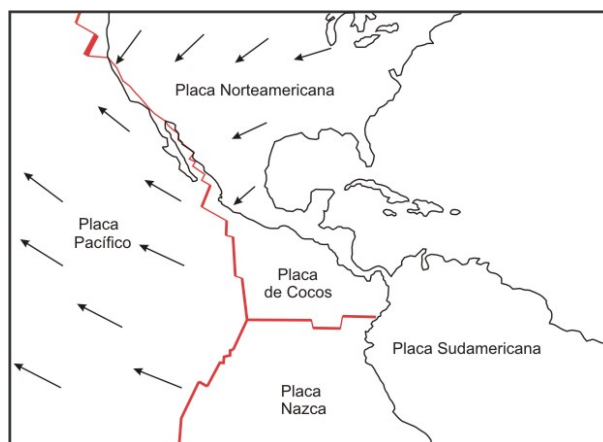 Placa Norteamericana
Placa
Pacífico
Placa
de Cocos
Placa Sudamericana
Placa
Nazca